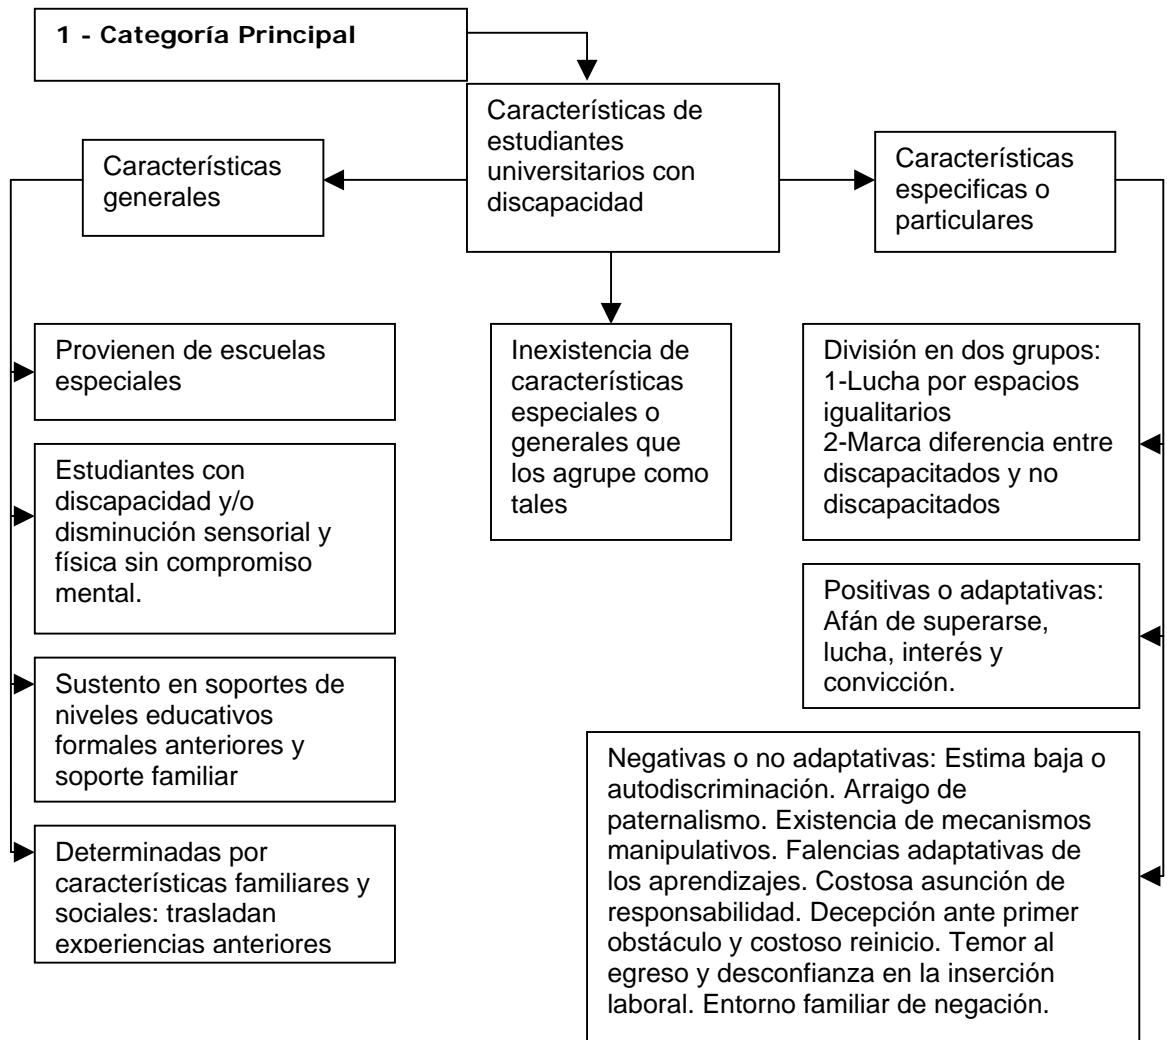 1 - Categoría Principal
Características de
estudiantes
universitarios con
discapacidad
Características
generales
Características
especificas o
particulares
Provienen de escuelas
especiales
Estudiantes con
discapacidad y/o
disminución sensorial y
física sin compromiso
mental.
Sustento en soportes de
niveles educativos
formales anteriores y
soporte familiar
Determinadas por
características familiares y
sociales: trasladan
experiencias anteriores
Inexistencia de
características
especiales o
generales que
los agrupe como
tales
División en dos grupos:
1-Lucha por espacios
igualitarios
2-Marca diferencia entre
discapacitados y no
discapacitados
Positivas o adaptativas:
Afán de superarse,
lucha, interés y
convicción.
Negativas o no adaptativas: Estima baja o
autodiscriminación. Arraigo de
paternalismo. Existencia de mecanismos
manipulativos. Falencias adaptativas de
los aprendizajes. Costosa asunción de
responsabilidad. Decepción ante primer
obstáculo y costoso reinicio. Temor al
egreso y desconfianza en la inserción
laboral. Entorno familiar de negación.